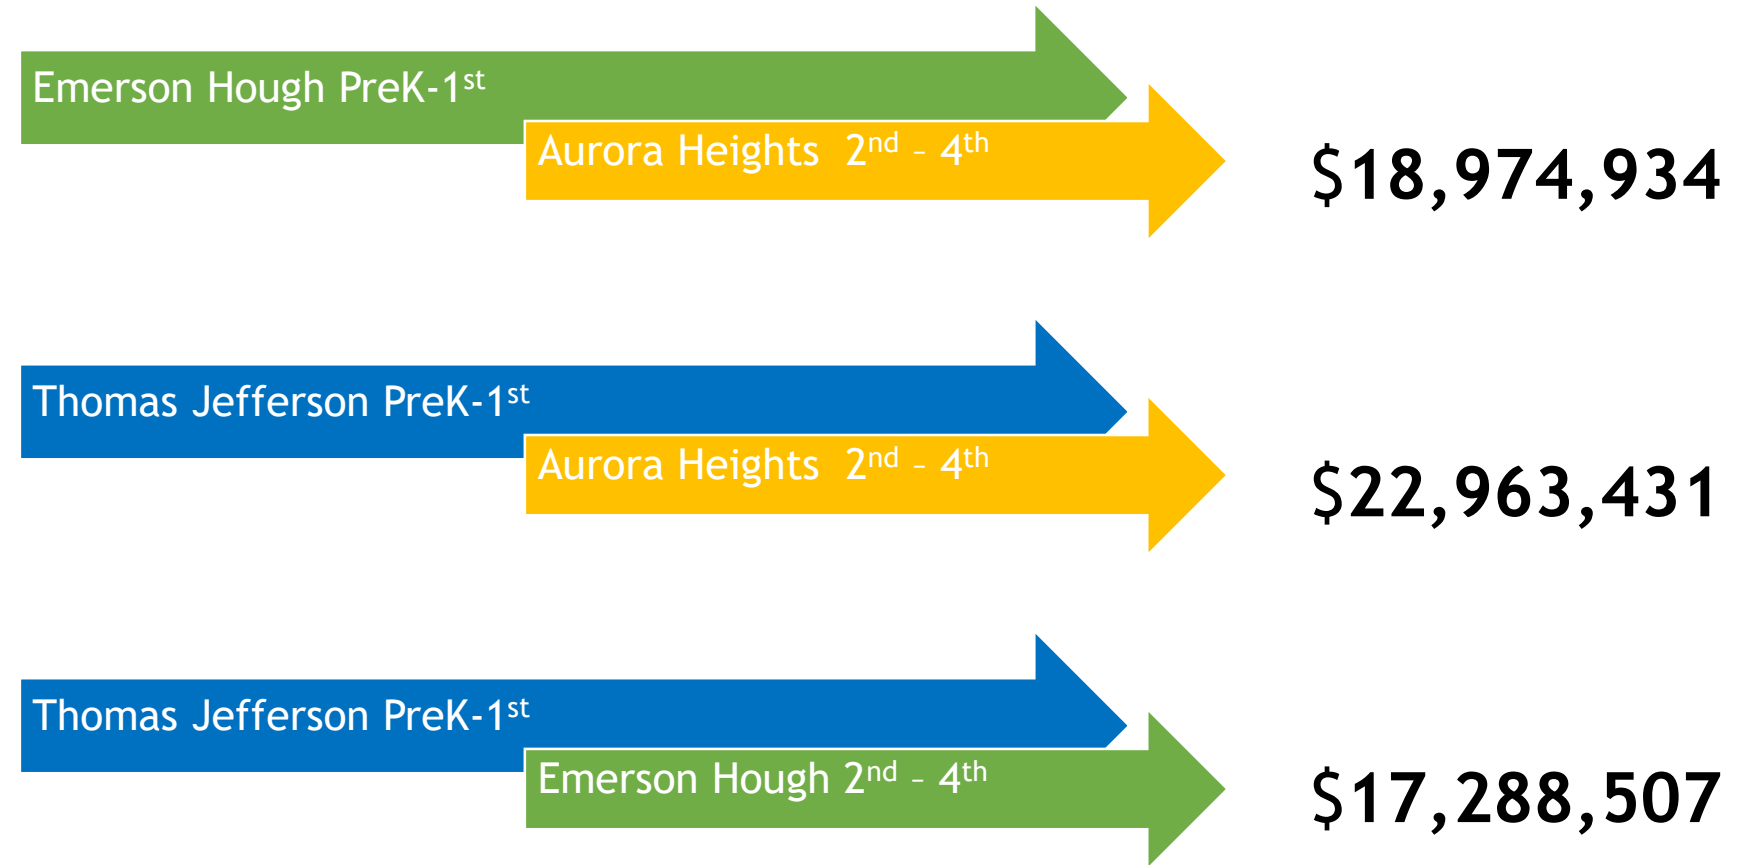 Emerson Hough PreK-1st
Aurora Heights 2nd – 4th
$18,974,934
Thomas Jefferson PreK-1st
Aurora Heights 2nd – 4th
$22,963,431
Thomas Jefferson PreK-1st
Emerson Hough 2nd – 4th
$17,288,507